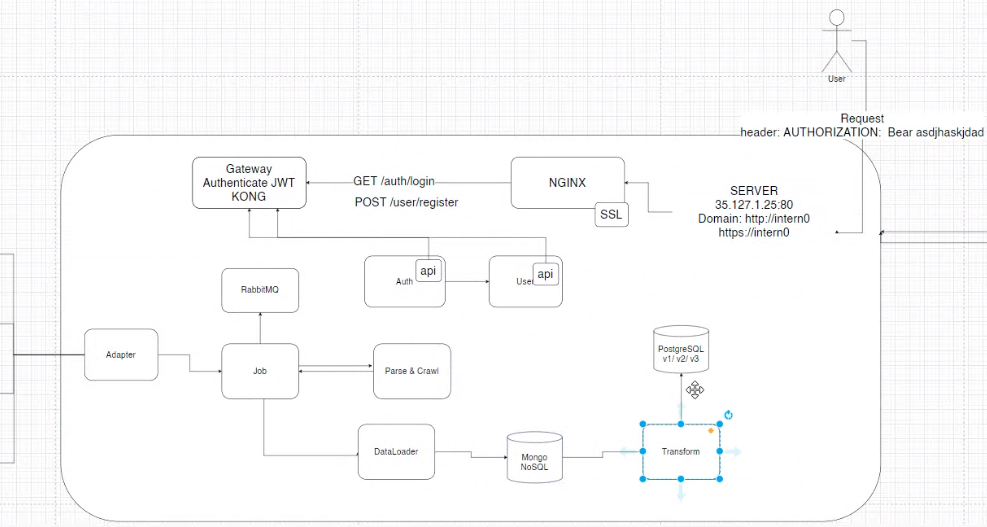 User
Request
header: AUTHORIZATION: Bear asdjhaskjdad
Gateway
Authenticate JWT
KONG
GET /auth/login
POST /user/register
NGINX
SSL
SERVER
35.127.1.25:80
Domain: http://intern0
https://intern0
Auth
api
User
api
RabbitMQ
PostgreSQL
v1/ v2/ v3
Adapter
Job
Parse & Crawl
DataLoader
Mongo
NoSQL
Transform